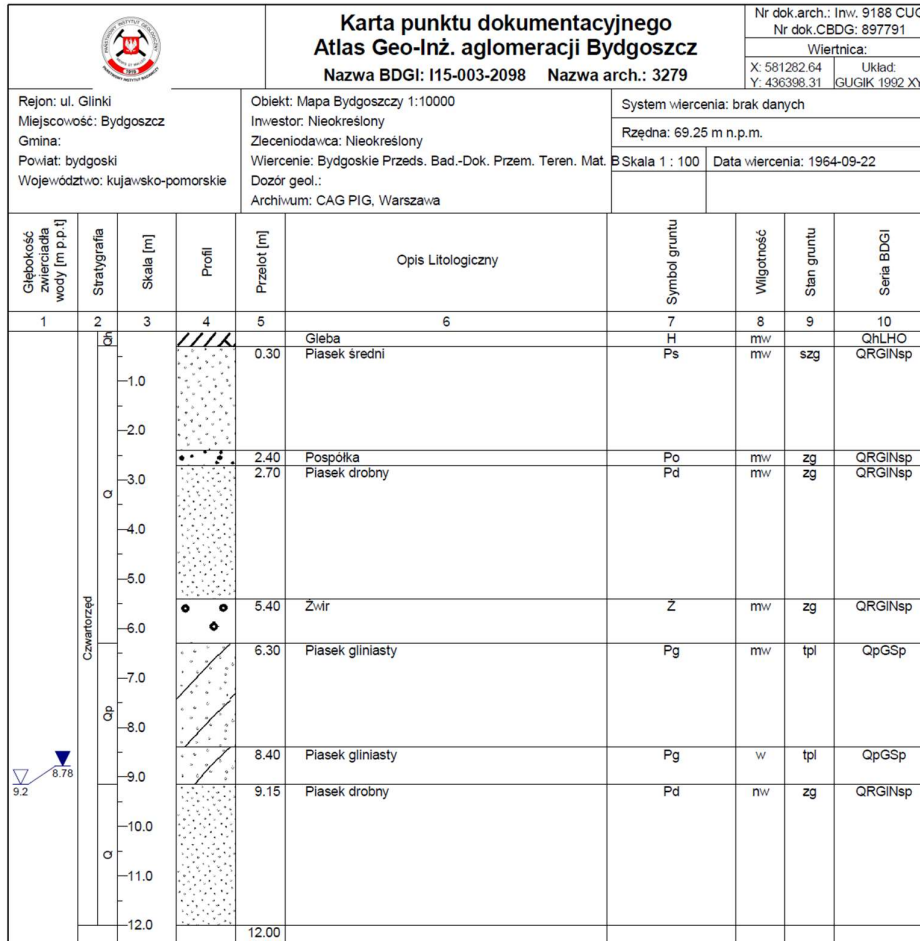 Karta punktu dokumentacyjnego
Atlas Geo-Inż. aglomeracji Bydgoszcz
Nazwa BDGI: I15-003-2098 Nazwa arch.: 3279
Nr dok.arch.: Inw. 9188 CUG
Nr dok.CBDG: 897791
Wiertnica:
X: 581282.64 Układ:
Y: 436398.31 GUGIK 1992 XY
Rejon: ul. Glinki
Miejscowość: Bydgoszcz
Gmina:
Powiat: bydgoski
Województwo: kujawsko-pomorskie
Obiekt: Mapa Bydgoszczy 1:10000
Inwestor: Nieokreślony
Zleceniodawca: Nieokreślony
Wiercenie: Bydgoskie Przeds. Bad.-Dok. Przem. Teren. Mat. B
Dozór geol.:
Archiwum: CAG PIG, Warszawa
System wiercenia: brak danych
Rzędna: 69.25 m n.p.m.
Skala 1 : 100 Data wiercenia: 1964-09-22
Głębokość zwierciadła wody [m p.p.t]
Stratygrafia
Skala [m]
Profil
Przelot [m]
Opis Litologiczny
Symbol gruntu
Wilgotność
Stan gruntu
Seria BDGI
1 2 3 4 5 6 7 8 9 10
Qh Gleba H mw QhLHO
0.30 Piasek średni Ps mw szg QRGINsp
1.0
2.0
2.40 Pospółka Po mw zg QRGINsp
2.70 Piasek drobny Pd mw zg QRGINsp
3.0
Q
4.0
5.0
5.40 Żwir Ż mw zg QRGINsp
Czwartorzęd
6.0
6.30 Piasek gliniasty Pg mw tpl QpGSp
7.0
Qp
8.0
8.40 Piasek gliniasty Pg w tpl QpGSp
8.78
9.0
9.2
9.15 Piasek drobny Pd nw zg QRGINsp
10.0
Q
11.0
12.0
12.00